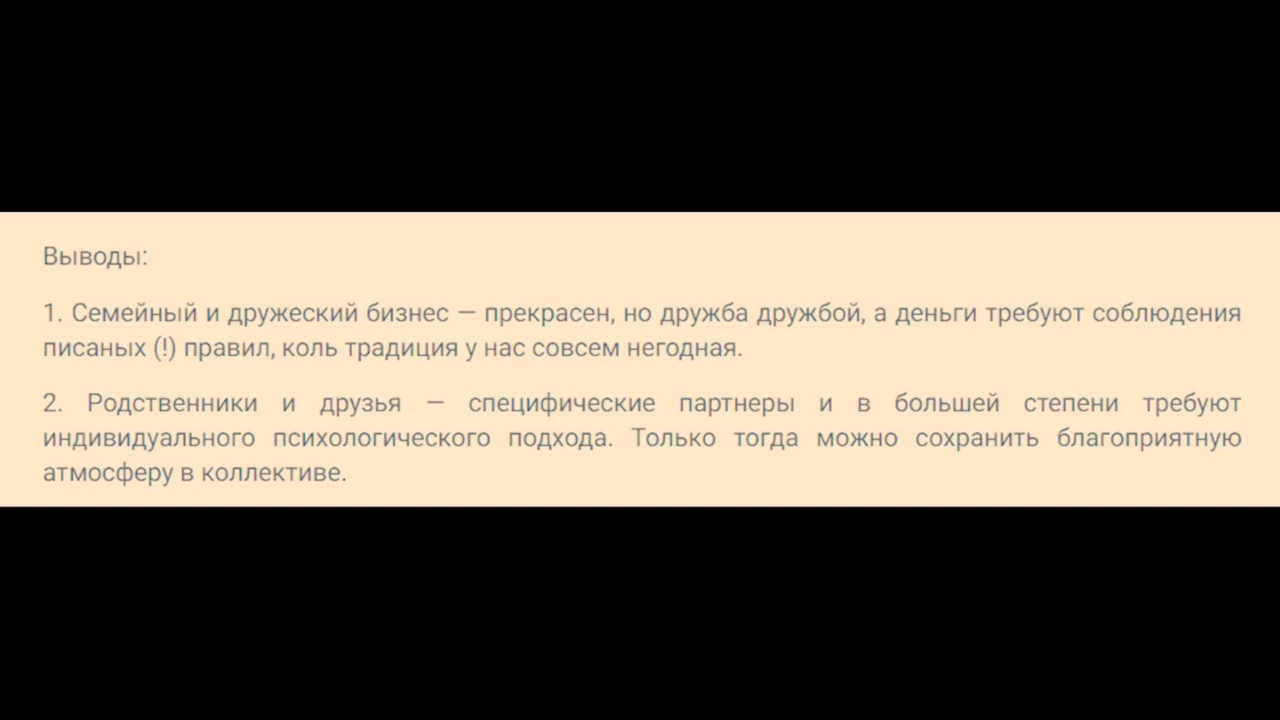 Выводы:
1. Семейный и дружеский бизнес — прекрасен, но дружба дружбой, а деньги требуют соблюдения
писаных (!) правил, коль традиция у нас совсем негодная.
2. Родственники и друзья — специфические партнеры и в большей степени требуют
индивидуального психологического подхода. Только тогда можно сохранить благоприятную
атмосферу в коллективе.